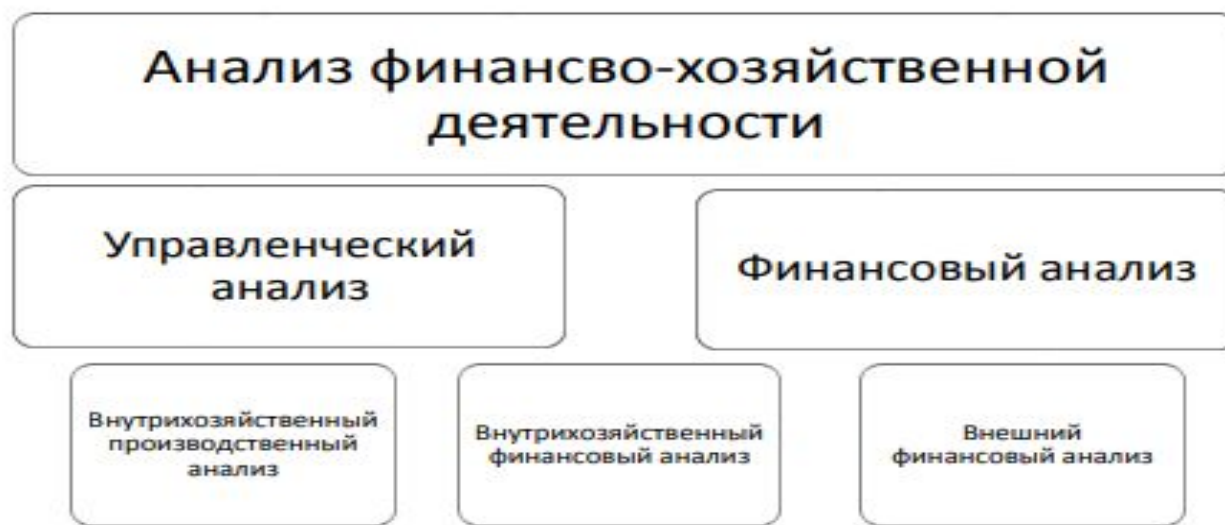 Анализ финансво-хозяйственной
деятельности
Управленческий
анализ
Финансовый анализ
Внутрихозяйственный
производственный
анализ
Внутрихозяйственный
финансовый анализ
Внешний
финансовый анализ